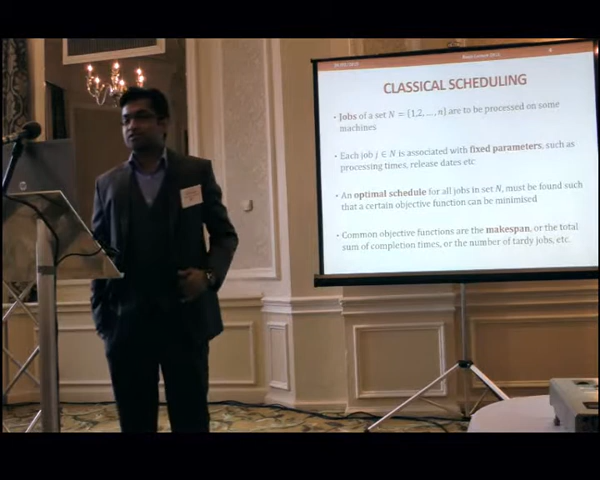 CLASSICAL SCHEDULING
• Jobs of a set N = {1,2, ..., n} are to be processed on some
machines
• Each job j ∈ N is associated with fixed parameters, such as
processing times, release dates etc
• An optimal schedule for all jobs in set N, must be found such
that a certain objective function can be minimised
• Common objective functions are the makespan, or the total
sum of completion times, or the number of tardy jobs, etc.